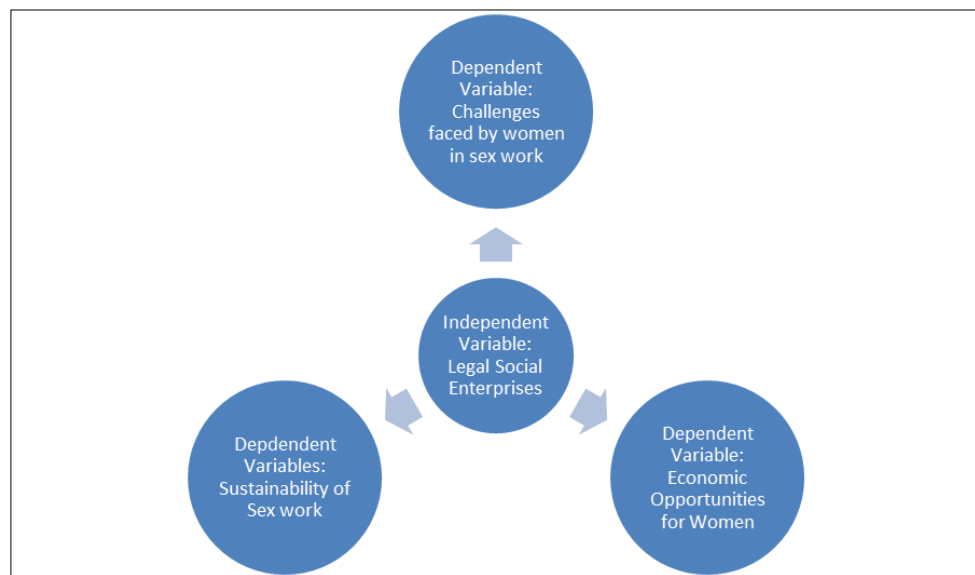 Dependent
Variable:
Challenges
faced by women
in sex work
Independent
Variable:
Legal Social
Enterprises
Depdendent
Variables:
Sustainability of
Sex work
Dependent
Variable:
Economic
Opportunities
for Women